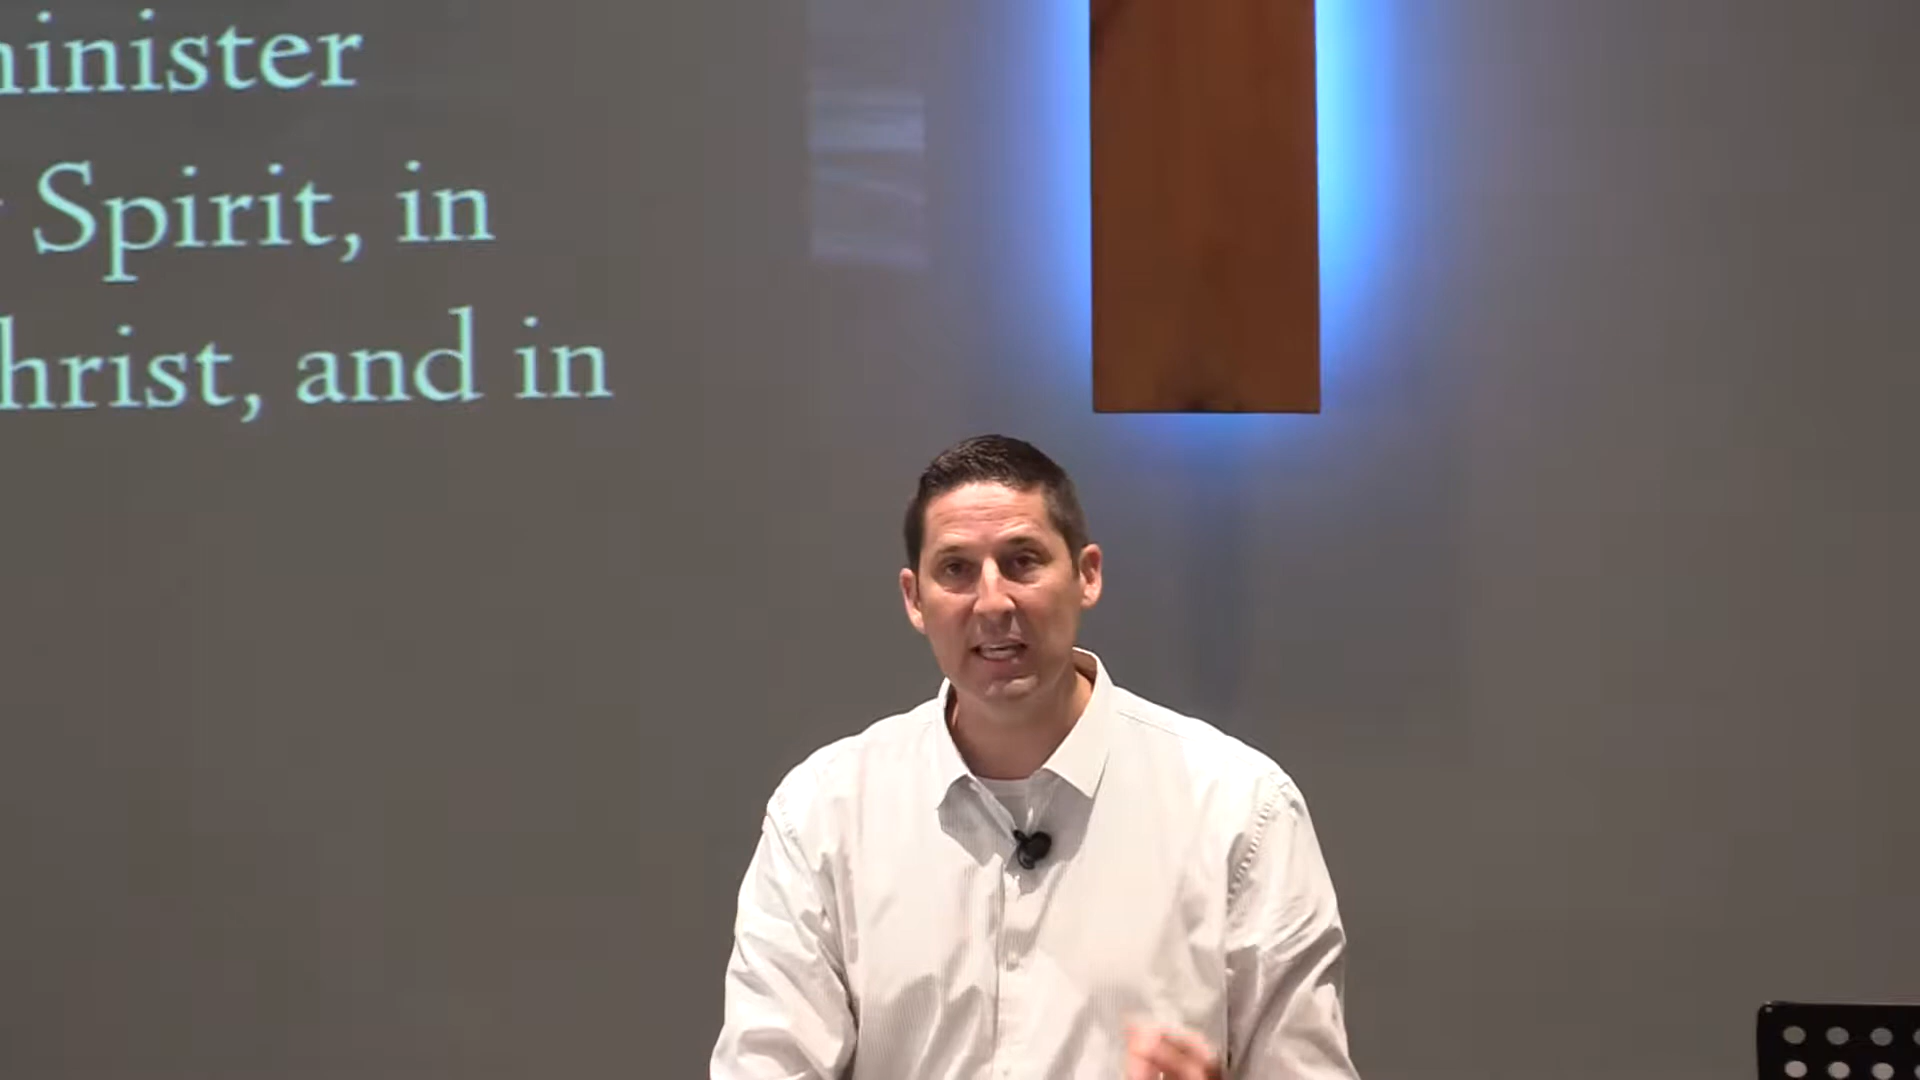 inister
Spirit, in
hrist, and in